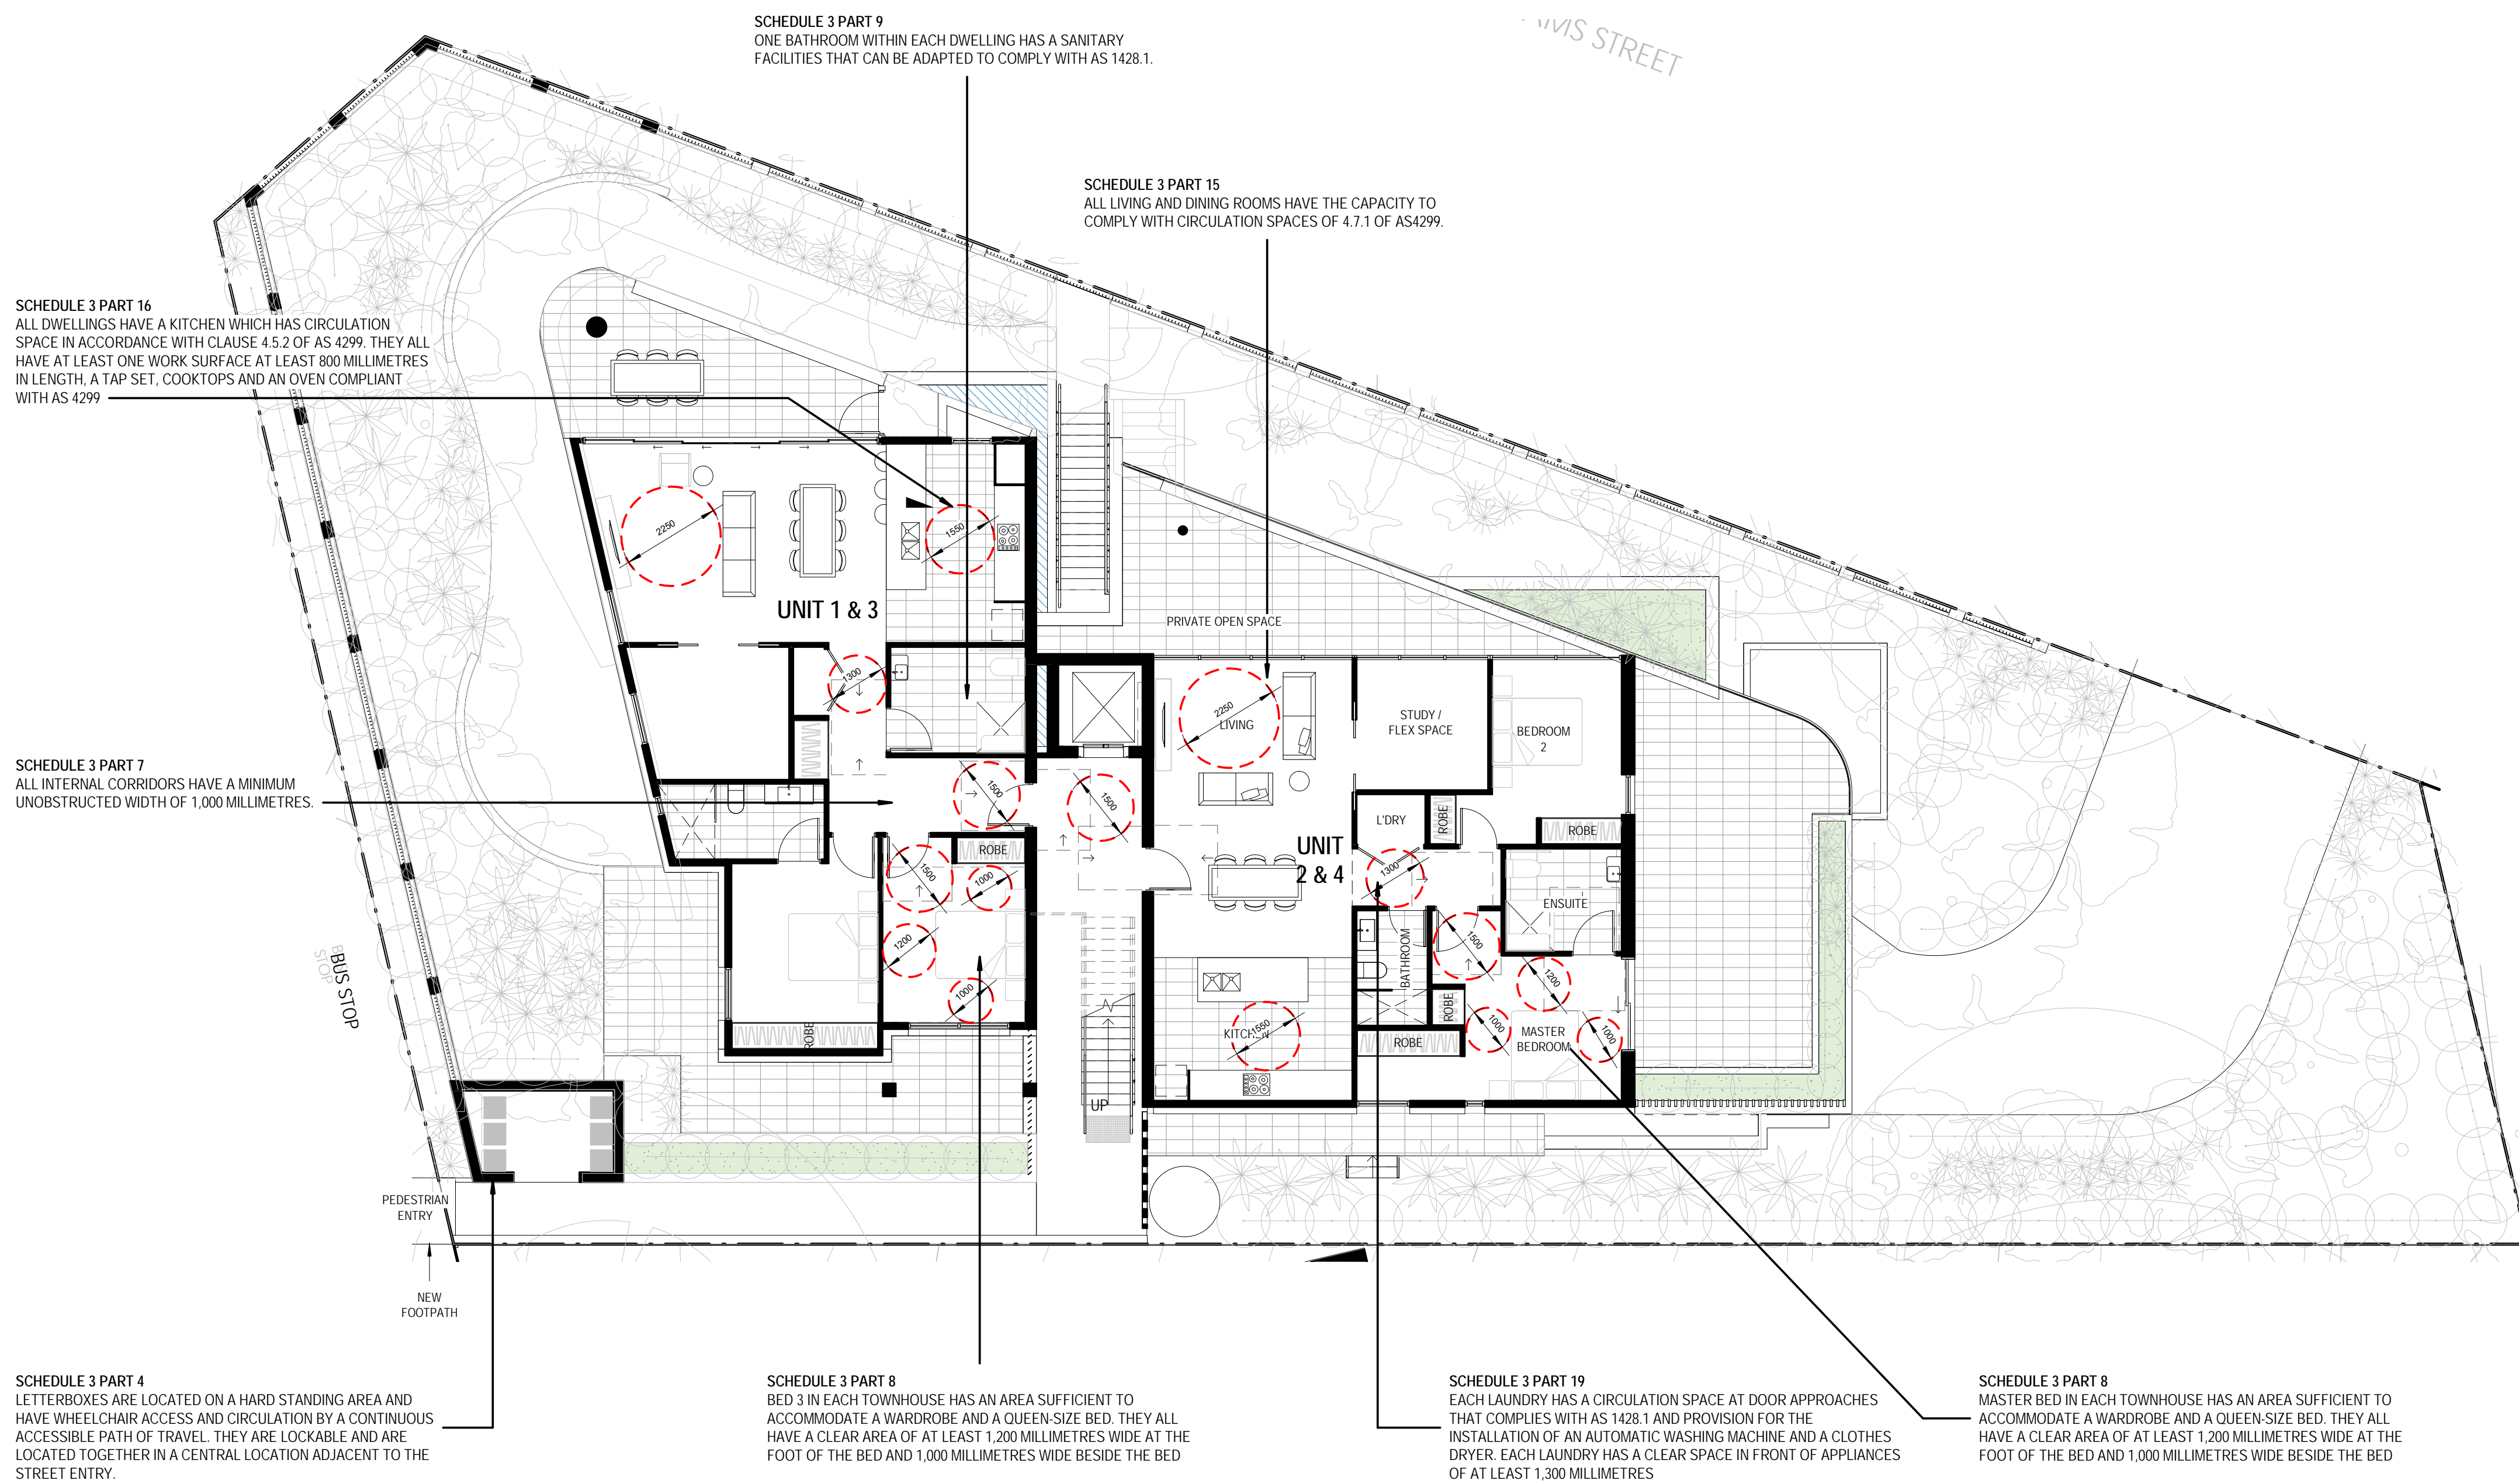 SCHEDULE 3 PART 9
ONE BATHROOM WITHIN EACH DWELLING HAS A SANITARY
FACILITIES THAT CAN BE ADAPTED TO COMPLY WITH AS 1428.1.
STREET
SCHEDULE 3 PART 15
ALL LIVING AND DINING ROOMS HAVE THE CAPACITY TO
COMPLY WITH CIRCULATION SPACES OF 4.7.1 OF AS4299.
SCHEDULE 3 PART 16
ALL DWELLINGS HAVE A KITCHEN WHICH HAS CIRCULATION
SPACE IN ACCORDANCE WITH CLAUSE 4.5.2 OF AS 4299. THEY ALL
HAVE AT LEAST ONE WORK SURFACE AT LEAST 800 MILLIMETRES
IN LENGTH, A TAP SET, COOKTOPS AND AN OVEN COMPLIANT
WITH AS 4299
2250
1550
UNIT 1 & 3
PRIVATE OPEN SPACE
1300
2250
LIVING
STUDY /
FLEX SPACE
BEDROOM
2
SCHEDULE 3 PART 7
ALL INTERNAL CORRIDORS HAVE A MINIMUM
UNOBSTRUCTED WIDTH OF 1,000 MILLIMETRES.
1500
1500
L'DRY
ROBE
ROBE
UNIT
2 & 4
ROBE
1500
1000
1300
ENSUITE
1200
1000
BATHROOM
1500
1200
ROBE
1000
1000
MASTER
BEDROOM
KITCHEN
1550
ROBE
ROBE
BUS STOP
BUS STOP
UP
PEDESTRIAN
ENTRY
NEW
FOOTPATH
SCHEDULE 3 PART 4
LETTERBOXES ARE LOCATED ON A HARD STANDING AREA AND
HAVE WHEELCHAIR ACCESS AND CIRCULATION BY A CONTINUOUS
ACCESSIBLE PATH OF TRAVEL. THEY ARE LOCKABLE AND ARE
LOCATED TOGETHER IN A CENTRAL LOCATION ADJACENT TO THE
STREET ENTRY.
SCHEDULE 3 PART 8
BED 3 IN EACH TOWNHOUSE HAS AN AREA SUFFICIENT TO
ACCOMMODATE A WARDROBE AND A QUEEN-SIZE BED. THEY ALL
HAVE A CLEAR AREA OF AT LEAST 1,200 MILLIMETRES WIDE AT THE
FOOT OF THE BED AND 1,000 MILLIMETRES WIDE BESIDE THE BED
SCHEDULE 3 PART 19
EACH LAUNDRY HAS A CIRCULATION SPACE AT DOOR APPROACHES
THAT COMPLIES WITH AS 1428.1 AND PROVISION FOR THE
INSTALLATION OF AN AUTOMATIC WASHING MACHINE AND A CLOTHES
DRYER. EACH LAUNDRY HAS A CLEAR SPACE IN FRONT OF APPLIANCES
OF AT LEAST 1,300 MILLIMETRES
SCHEDULE 3 PART 8
MASTER BED IN EACH TOWNHOUSE HAS AN AREA SUFFICIENT TO
ACCOMMODATE A WARDROBE AND A QUEEN-SIZE BED. THEY ALL
HAVE A CLEAR AREA OF AT LEAST 1,200 MILLIMETRES WIDE AT THE
FOOT OF THE BED AND 1,000 MILLIMETRES WIDE BESIDE THE BED